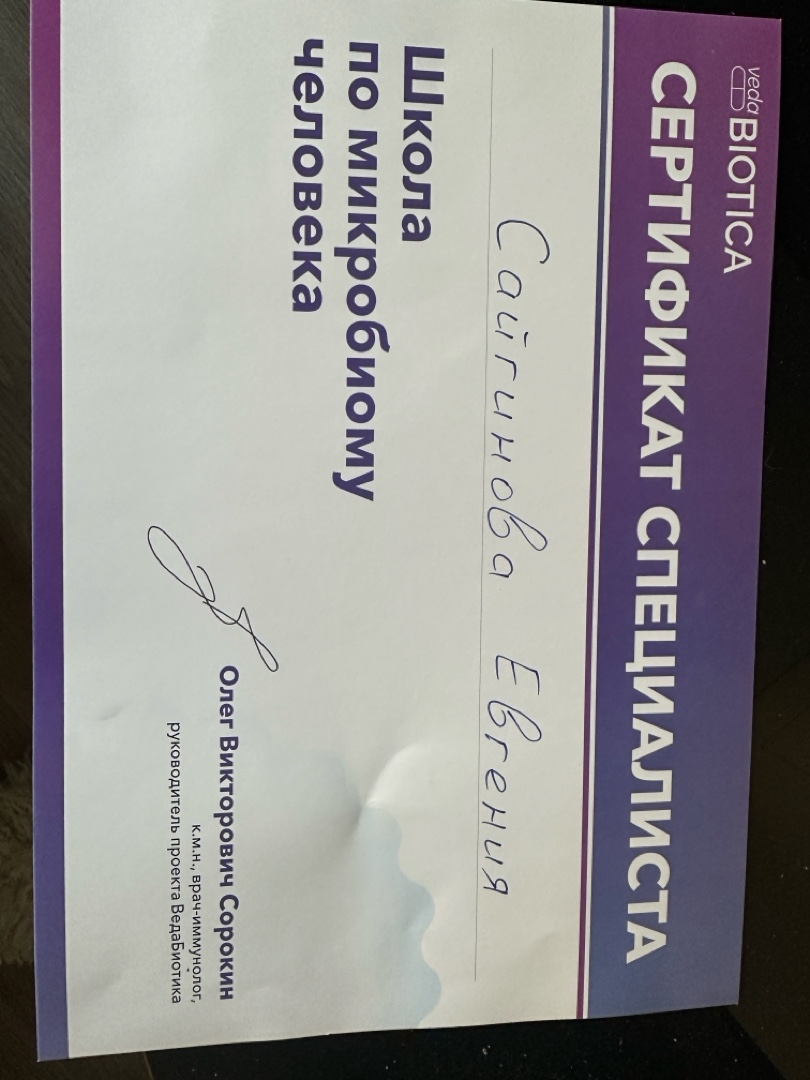 veda BIOTICA
СЕРТИФИКАТ СПЕЦИАЛИСТА
Сайгинова Евгения
Школа
по микробиому
человека
Олег Викторович Сорокин
к.м.н., врач-иммунолог,
руководитель проекта ВедаБиотика